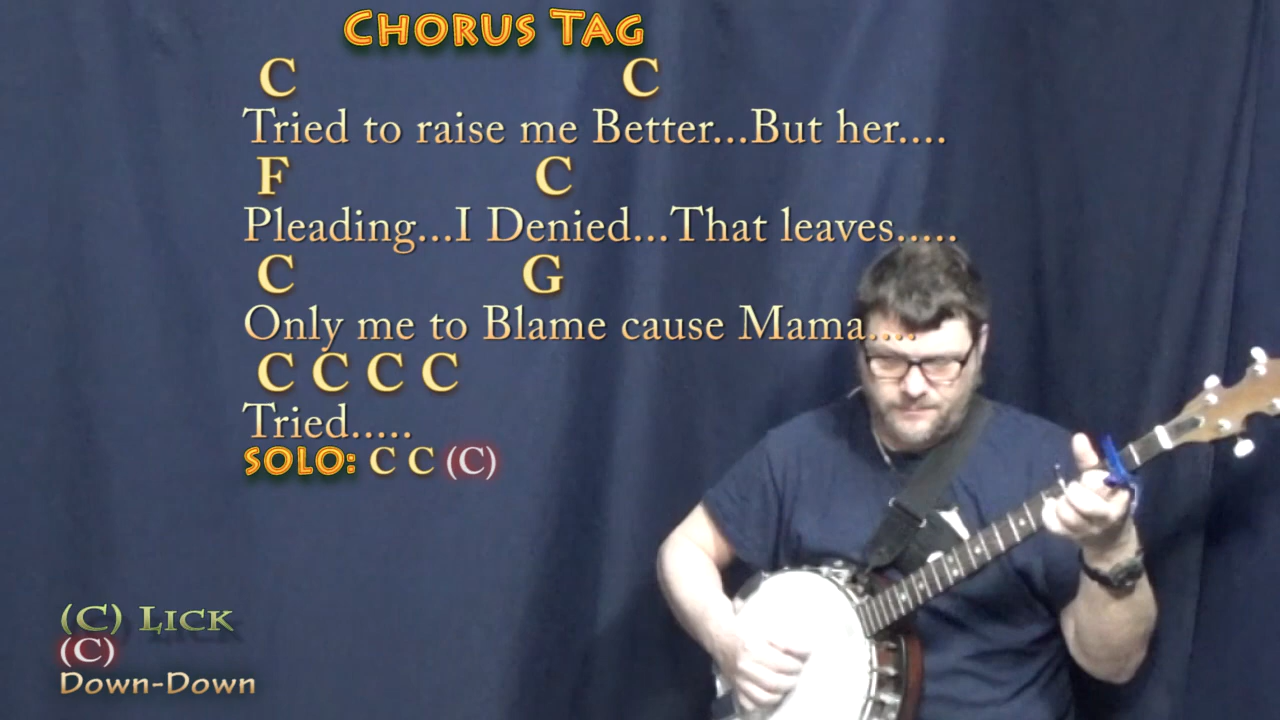 CHORUS TAG
C C
Tried to raise me Better...But her....
F C
Pleading...I Denied...That leaves.....
C G
Only me to Blame cause Mama....
C C C C
Tried.....
SOLO: C C (C)
(C) LICK
(C)
DOWN-DOWN